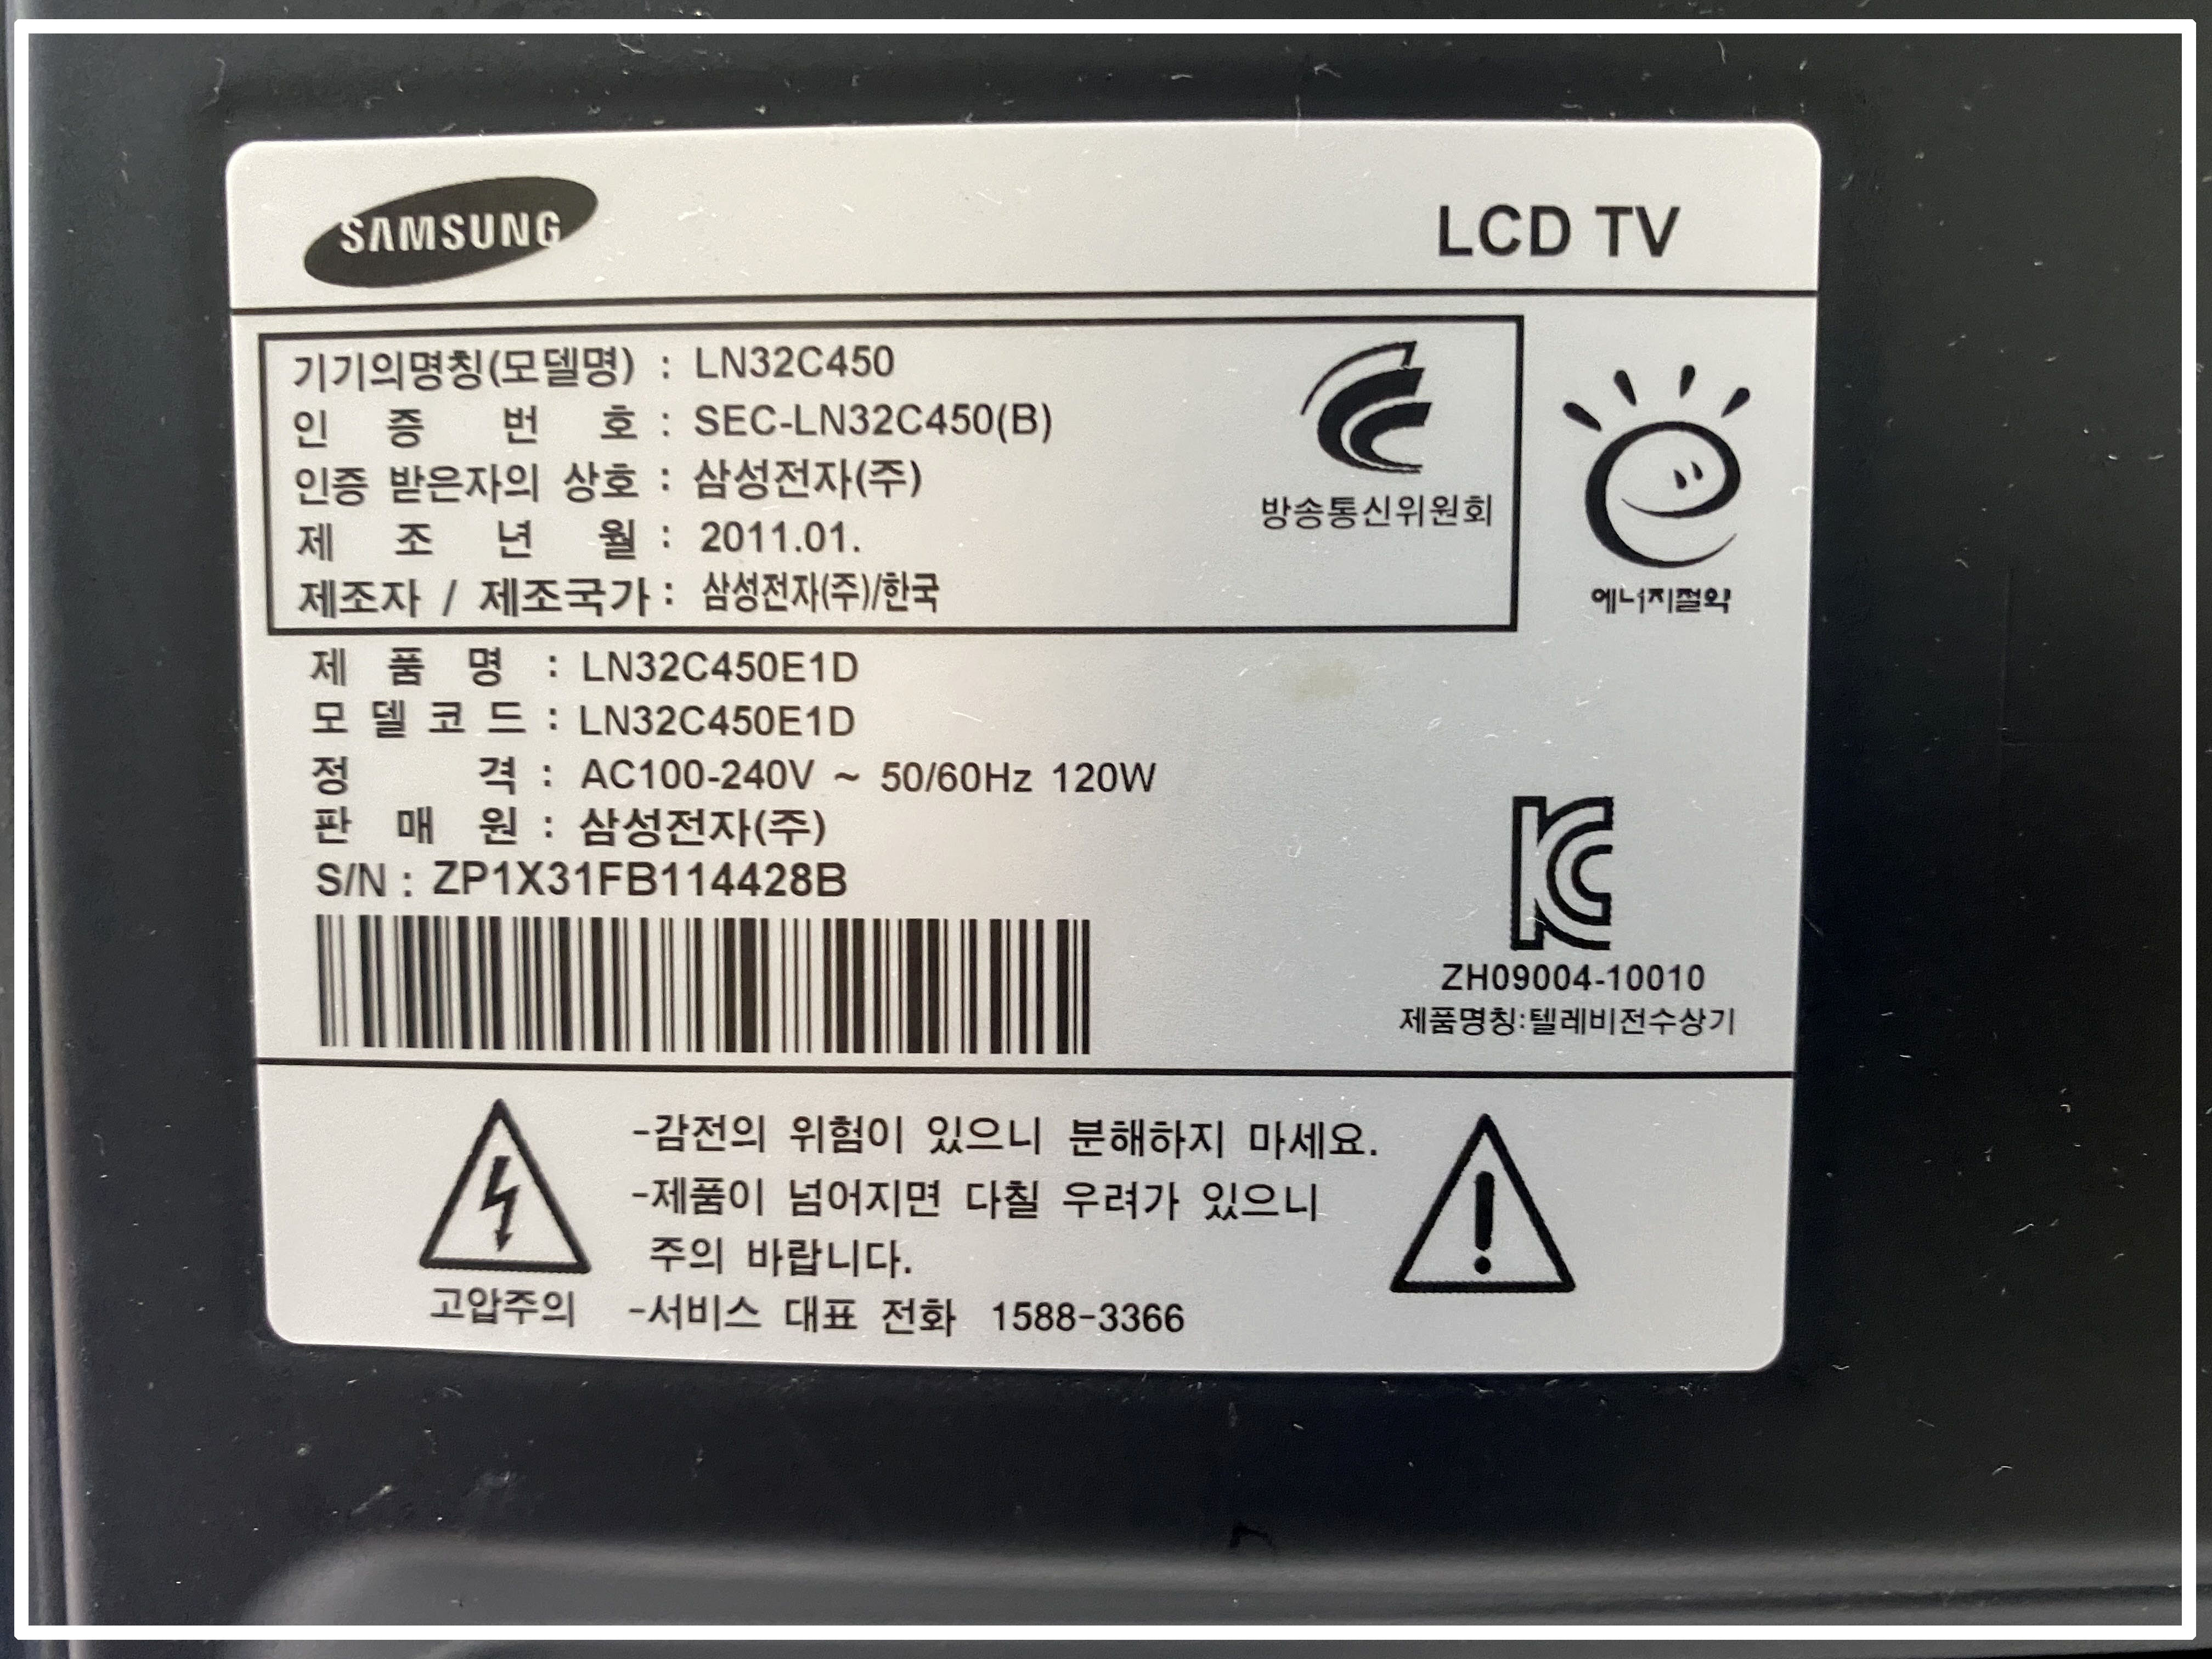 SAMSUNG
LCD TV
기기의명칭(모델명) : LN32C450
인 증 번 호 : SEC-LN32C450(B)
인증 받은자의 상호 : 삼성전자(주)
제 조 년 월 : 2011.01.
제조자 / 제조국가 : 삼성전자(주)/한국
방송통신위원회
에너지절약
제 품 명 : LN32C450E1D
모 델 코 드 : LN32C450E1D
정 격 : AC100-240V ~ 50/60Hz 120W
판 매 원 : 삼성전자(주)
S/N : ZP1X31FB114428B
ZH09004-10010
제품명칭:텔레비전수상기
-감전의 위험이 있으니 분해하지 마세요.
-제품이 넘어지면 다칠 우려가 있으니
주의 바랍니다.
고압주의
-서비스 대표 전화 1588-3366